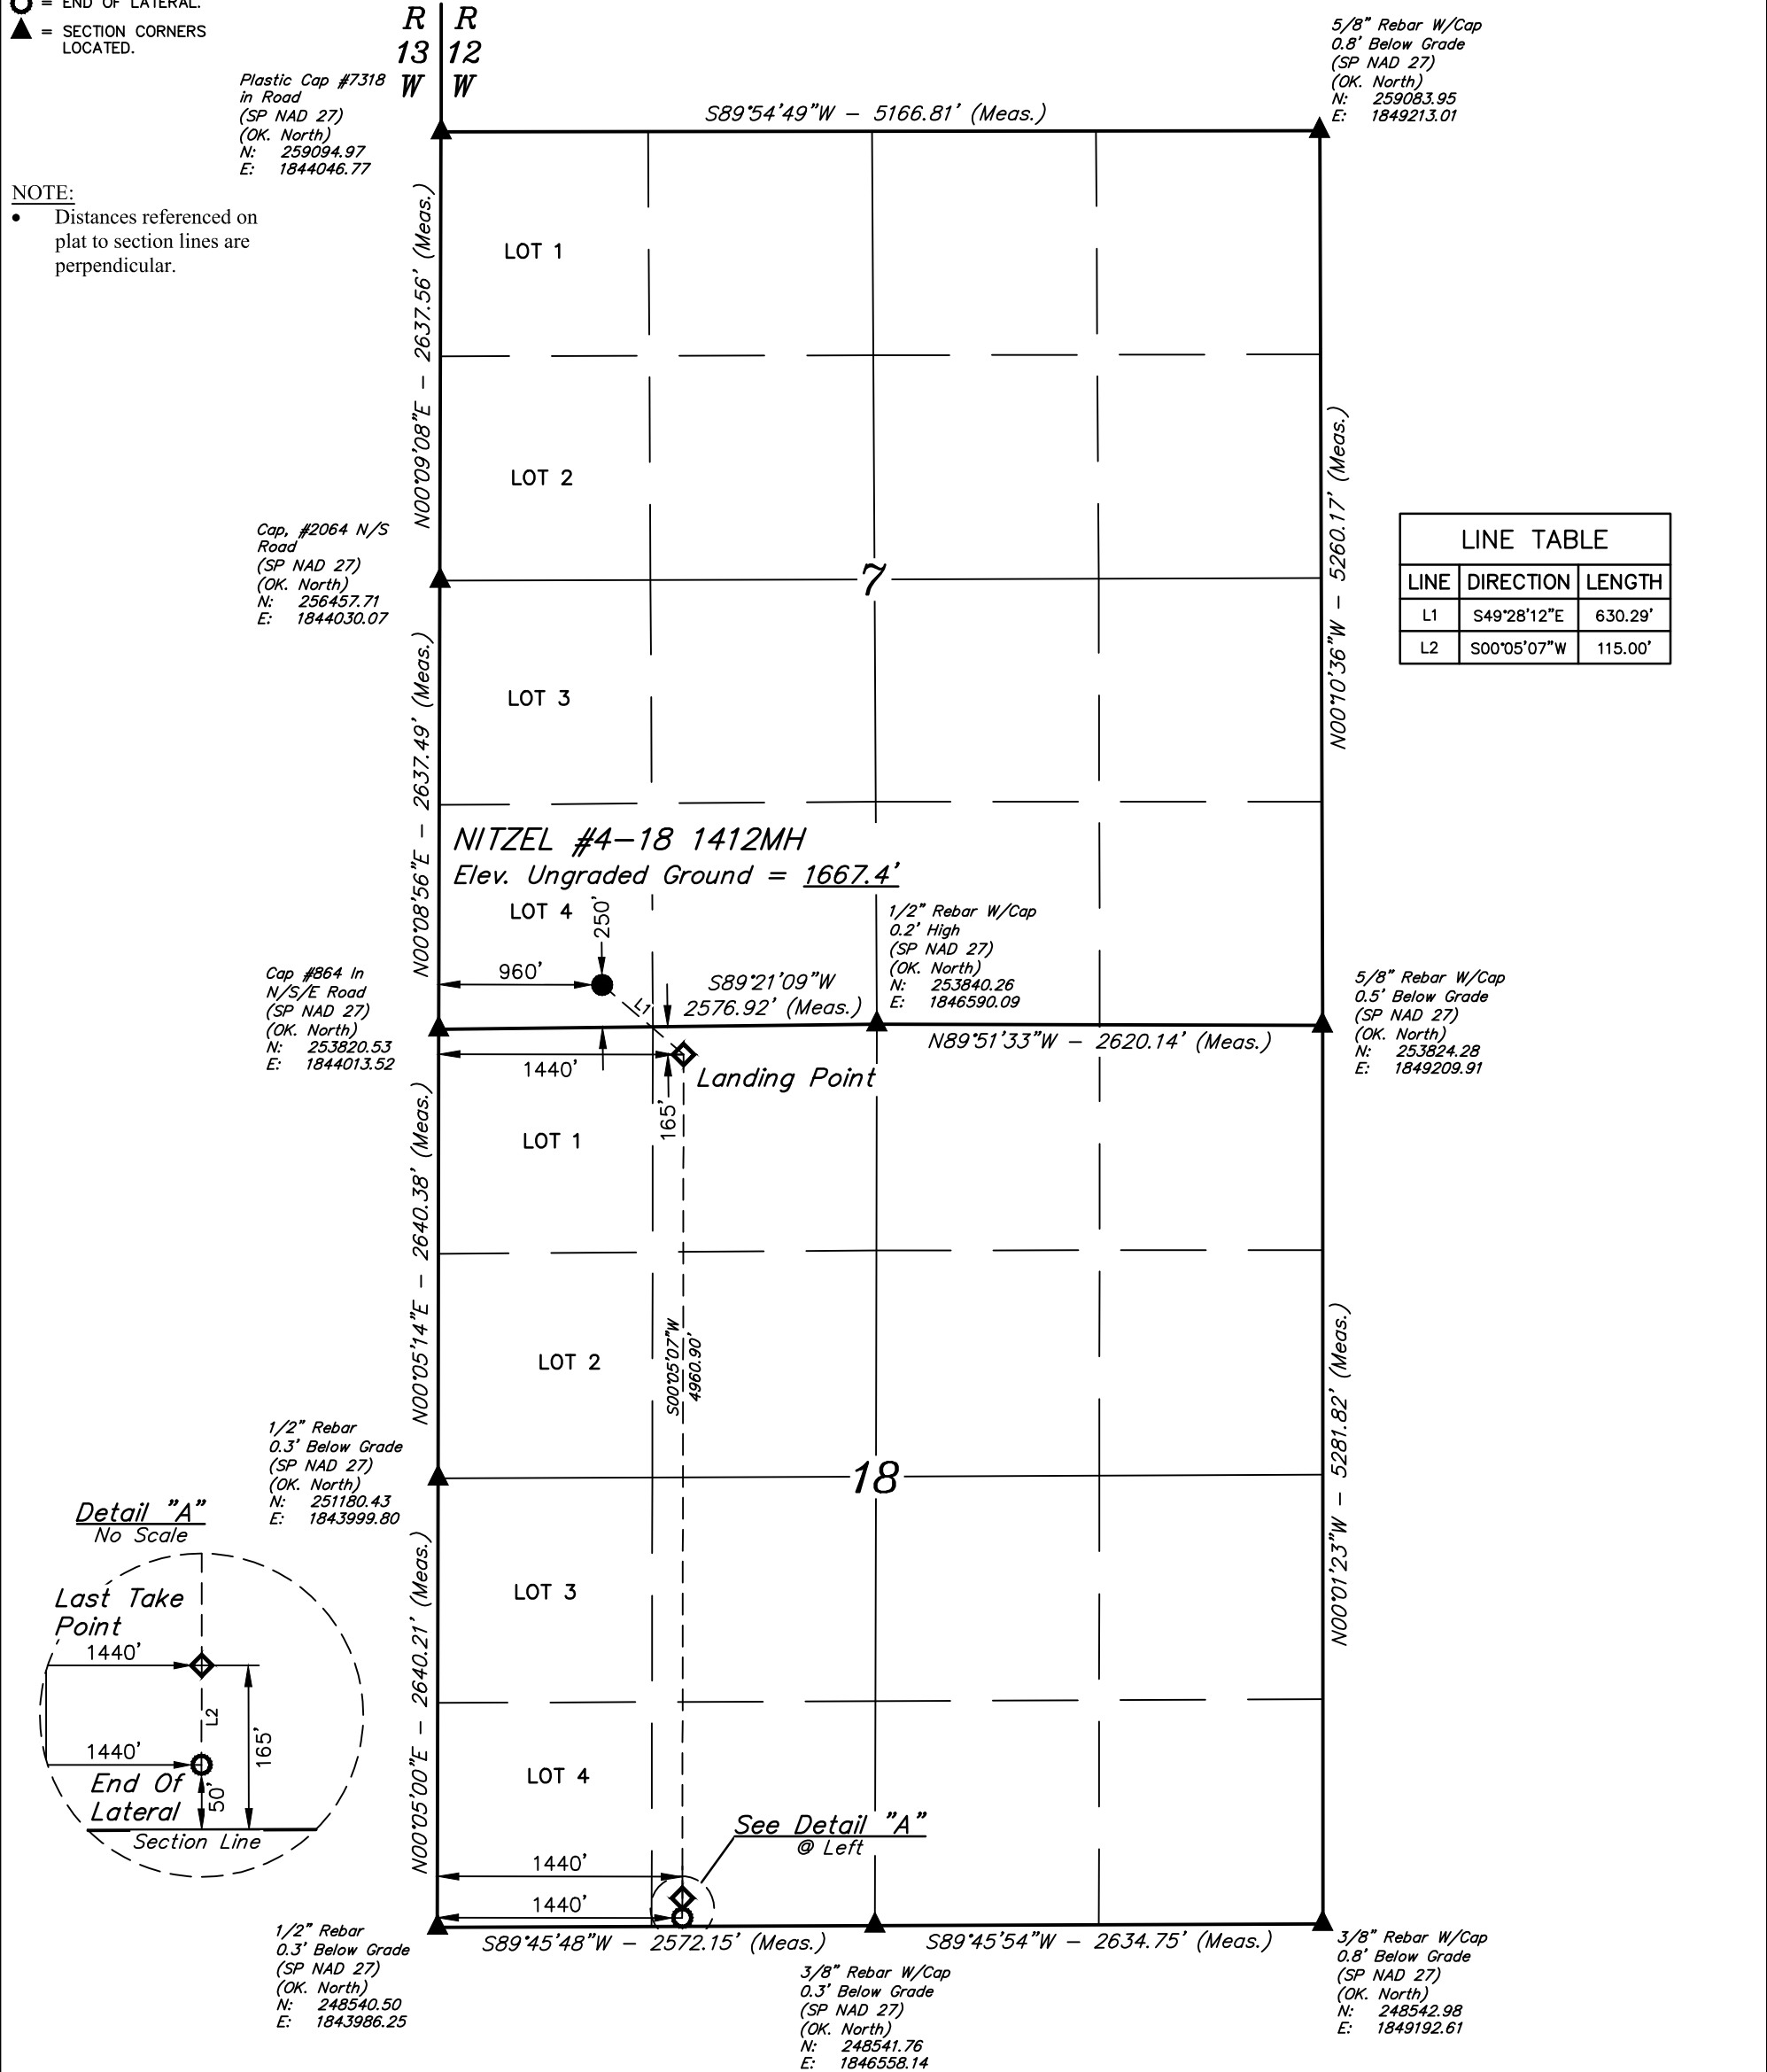 = END OF LATERAL.
= SECTION CORNERS
LOCATED.
R R
13 12
W W
Plastic Cap #7318
in Road
(SP NAD 27)
(OK. North)
N: 259094.97
E: 1844046.77
S89°54'49"W - 5166.81' (Meas.)
5/8" Rebar W/Cap
0.8' Below Grade
(SP NAD 27)
(OK. North)
N: 259083.95
E: 1849213.01
NOTE:
• Distances referenced on
plat to section lines are
perpendicular.
N00°09'08"E - 2637.56' (Meas.)
LOT 1
LOT 2
Cap, #2064 N/S
Road
(SP NAD 27)
(OK. North)
N: 256457.71
E: 1844030.07
7
N00°10'36"W - 5260.17' (Meas.)
LINE TABLE
LINE DIRECTION LENGTH
L1 S49°28'12"E 630.29'
L2 S00°05'07"W 115.00'
N00°08'56"E - 2637.49' (Meas.)
LOT 3
NITZEL #4-18 1412MH
Elev. Ungraded Ground = 1667.4'
LOT 4
250'
960'
L1
S89°21'09"W
2576.92' (Meas.)
1/2" Rebar W/Cap
0.2' High
(SP NAD 27)
(OK. North)
N: 253840.26
E: 1846590.09
Cap #864 In
N/S/E Road
(SP NAD 27)
(OK. North)
N: 253820.53
E: 1844013.52
5/8" Rebar W/Cap
0.5' Below Grade
(SP NAD 27)
(OK. North)
N: 253824.28
E: 1849209.91
N89°51'33"W - 2620.14' (Meas.)
1440'
Landing Point
165'
N00°05'14"E - 2640.38' (Meas.)
LOT 1
LOT 2
S00°05'07"W
4960.90'
N00°01'23"W - 5281.82' (Meas.)
1/2" Rebar
0.3' Below Grade
(SP NAD 27)
(OK. North)
N: 251180.43
E: 1843999.80
18
Detail "A"
No Scale
Last Take
Point
1440'
L2
165'
1440'
End Of
Lateral
50'
Section Line
N00°05'00"E - 2640.21' (Meas.)
LOT 3
LOT 4
See Detail "A"
@ Left
1440'
1440'
1/2" Rebar
0.3' Below Grade
(SP NAD 27)
(OK. North)
N: 248540.50
E: 1843986.25
S89°45'48"W - 2572.15' (Meas.)
S89°45'54"W - 2634.75' (Meas.)
3/8" Rebar W/Cap
0.3' Below Grade
(SP NAD 27)
(OK. North)
N: 248541.76
E: 1846558.14
3/8" Rebar W/Cap
0.8' Below Grade
(SP NAD 27)
(OK. North)
N: 248542.98
E: 1849192.61